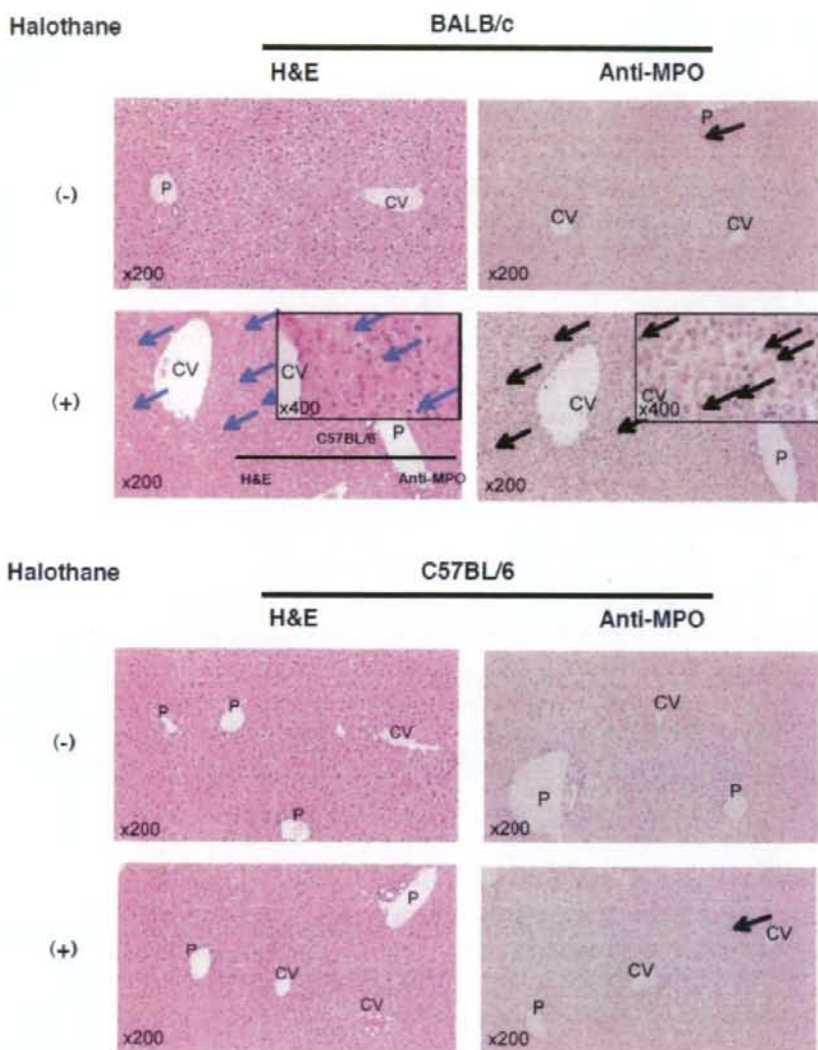 Halothane
BALB/c
H&E
Anti-MPO
(-)
P
CV
x200
P
CV
CV
x200
(+)
CV
CV
x400
C57BL/6
P
H&E
Anti-MPO
x200
CV
CV
x400
P
x200
Halothane
C57BL/6
H&E
Anti-MPO
(-)
P
P
CV
P
x200
CV
P
P
x200
(+)
P
P
CV
CV
x200
CV
CV
P
x200